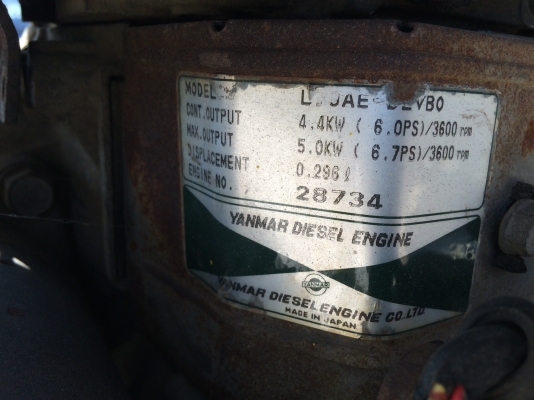 MODEL
CONT.OUTPUT 4.4KW ( 6.0PS)/3600 rpm
MAX.OUTPUT 5.0KW ( 6.7PS)/3600 rpm
DISPLACEMENT 0.296 ℓ
ENGINE NO. 28734
YANMAR DIESEL ENGINE
YANMAR
YANMAR DIESEL ENGINE CO.LTD.
MADE IN JAPAN